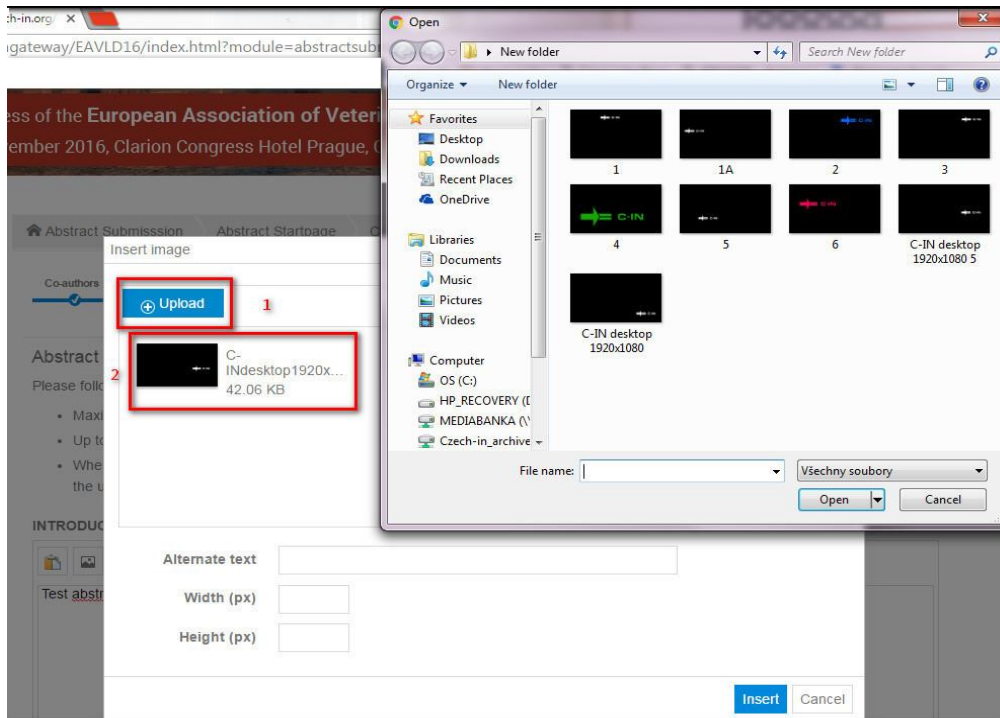 ch-in.org
Open
gateway/EAVLD16/index.html?module=abstractsub
New folder
Search New folder
Organize
New folder
ess of the European Association of Veteri
ember 2016, Clarion Congress Hotel Prague,
Favorites
Desktop
Downloads
Recent Places
OneDrive
Libraries
Documents
Music
Pictures
Videos
Computer
OS (C:)
HP_RECOVERY (D
MEDIABANKA (\\
Czech-in_archive
1
1A
2
3
C-IN
4
5
6
C-IN desktop
1920x1080 5
C-IN desktop
1920x1080
File name:
Všechny soubory
Open
Cancel
Abstract Submisssion
Abstract Startpage
Insert image
Co-authors
Upload
1
2
C-
INdesktop1920x...
42.06 KB
Abstract
Please follo
Maxi
Up to
Whe
the u
INTRODUC
Test abstr
Alternate text
Width (px)
Height (px)
Insert
Cancel